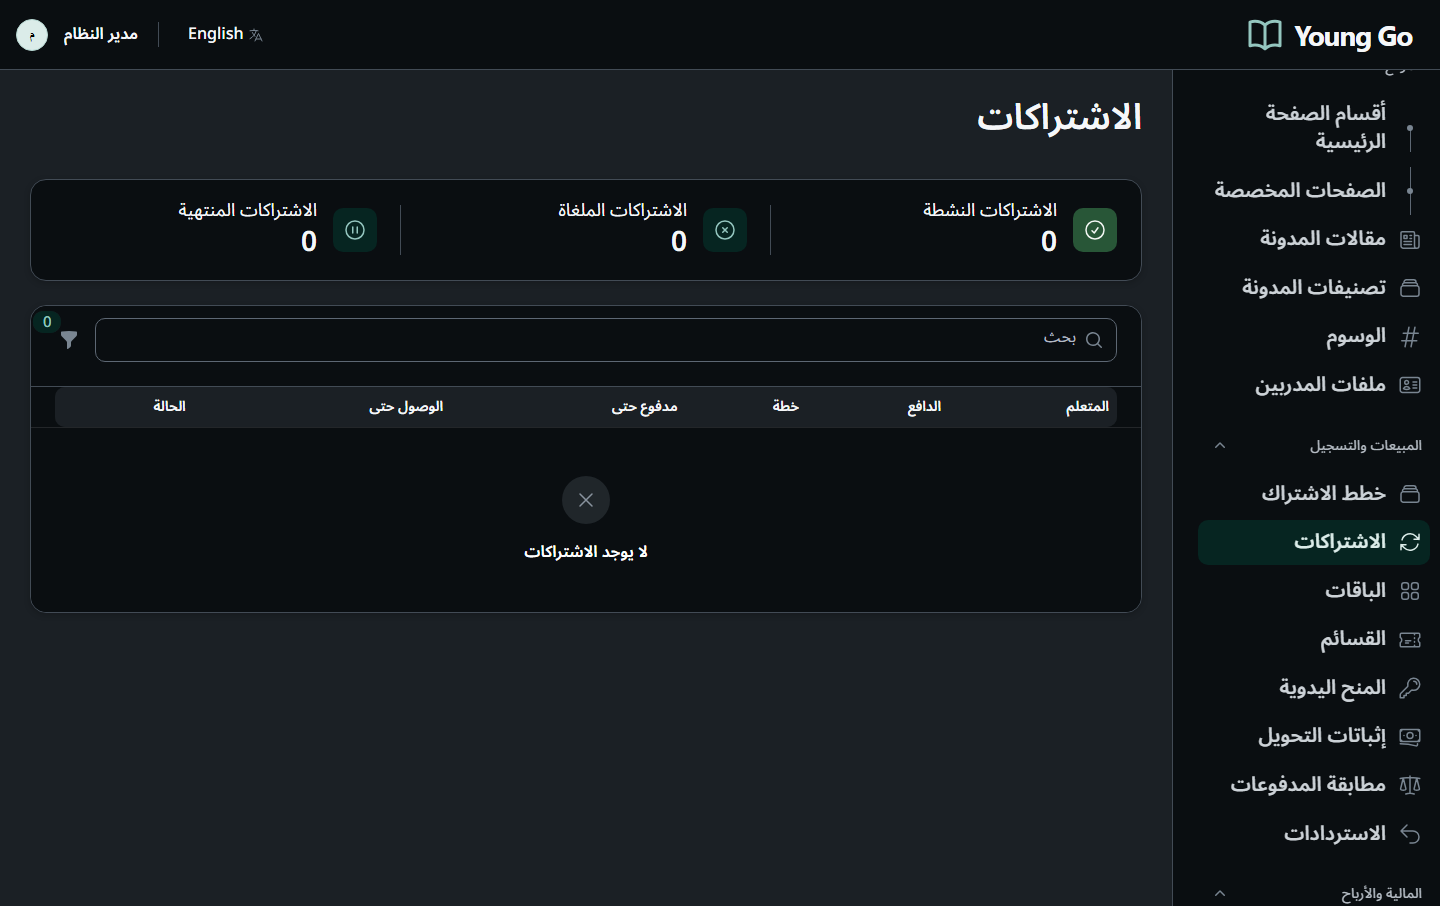 Young Go
English
مدير النظام
م
أقسام الصفحة
الرئيسية
الصفحات المخصصة
مقالات المدونة
تصنيفات المدونة
الوسوم
ملفات المدربين
المبيعات والتسجيل
خطط الاشتراك
الاشتراكات
الباقات
القسائم
المنح اليدوية
إثباتات التحويل
مطابقة المدفوعات
الاستردادات
المالية والأرباح
الاشتراكات
الاشتراكات النشطة
0
الاشتراكات الملغاة
0
الاشتراكات المنتهية
0
بحث
0
المتعلم الدافع خطة مدفوع حتى الوصول حتى الحالة
لا يوجد الاشتراكات